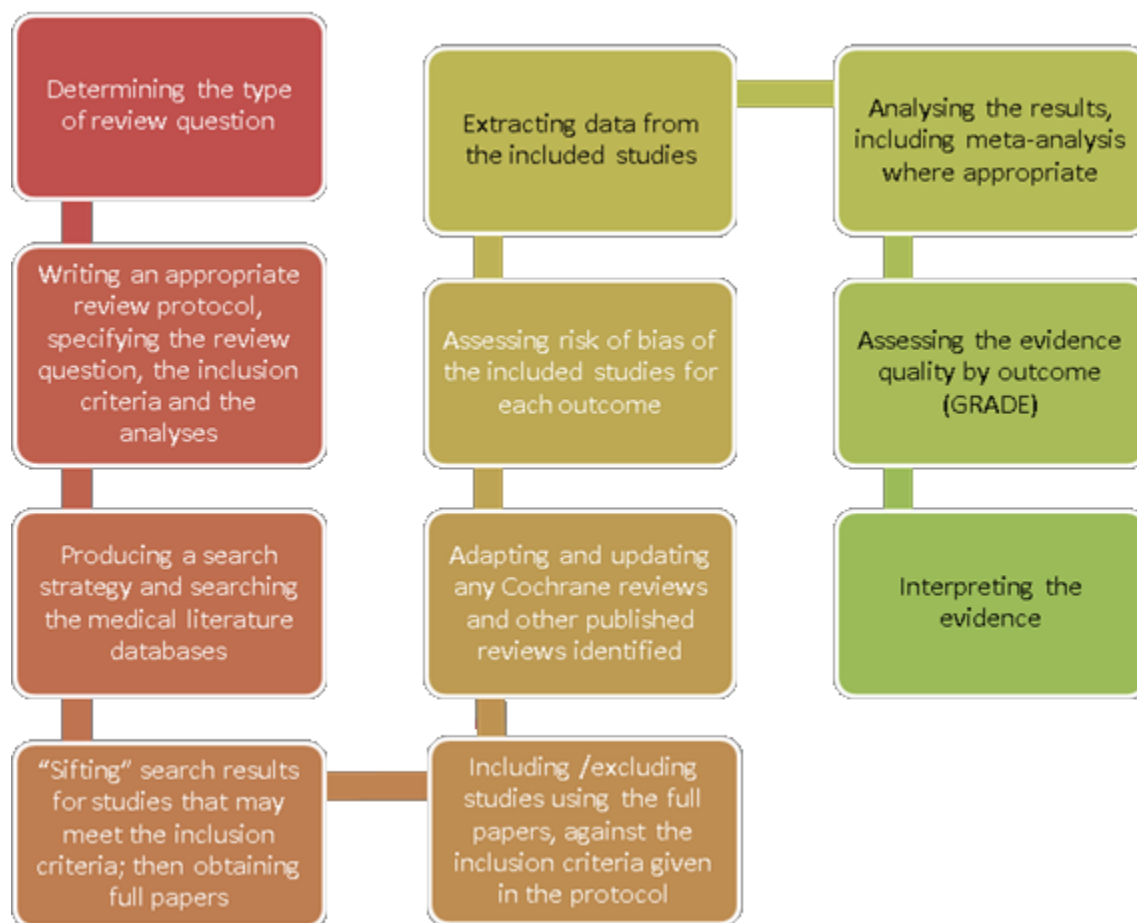 Determining the type
of review question
Writing an appropriate
review protocol,
specifying the review
question, the inclusion
criteria and the
analyses
Producing a search
strategy and searching
the medical literature
databases
“Sifting” search results
for studies that may
meet the inclusion
criteria; then obtaining
full papers
Including /excluding
studies using the full
papers, against the
inclusion criteria given
in the protocol
Adapting and updating
any Cochrane reviews
and other published
reviews identified
Assessing risk of bias of
the included studies for
each outcome
Extracting data from
the included studies
Analysing the results,
including meta-analysis
where appropriate
Assessing the evidence
quality by outcome
(GRADE)
Interpreting the
evidence